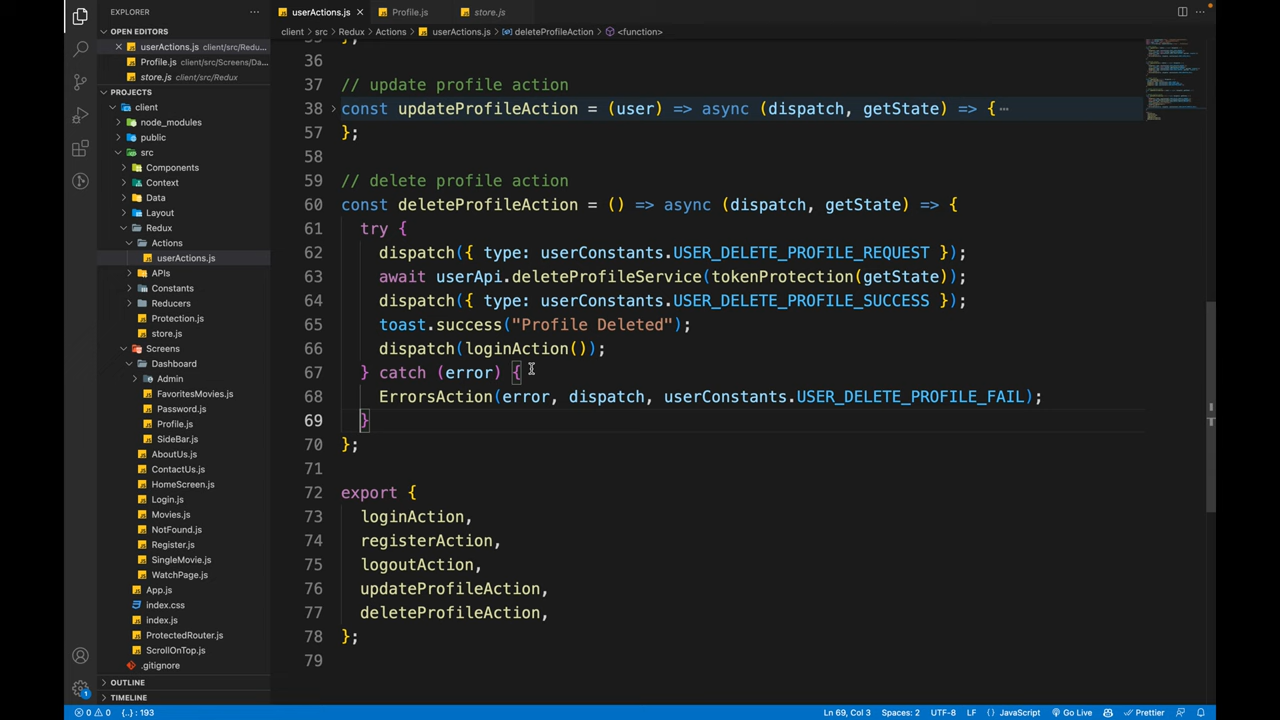 EXPLORER
userActions.js
Profile.js
store.js
OPEN EDITORS
client > src > Redux > Actions > userActions.js > deleteProfileAction > <function>
userActions.js client/src/Redu...
Profile.js client/src/Screens/Da...
store.js client/src/Redux
PROJECTS
client
node_modules
public
src
Components
Context
Data
Layout
Redux
Actions
userActions.js
APIs
Constants
Reducers
Protection.js
store.js
Screens
Dashboard
Admin
FavoritesMovies.js
Password.js
Profile.js
SideBar.js
AboutUs.js
ContactUs.js
HomeScreen.js
Login.js
Movies.js
NotFound.js
Register.js
SingleMovie.js
WatchPage.js
App.js
index.css
index.js
ProtectedRouter.js
ScrollOnTop.js
.gitignore
OUTLINE
TIMELINE
36
37 // update profile action
38 const updateProfileAction = (user) => async (dispatch, getState) => {…
57 };
58
59 // delete profile action
60 const deleteProfileAction = () => async (dispatch, getState) => {
61 try {
62 dispatch({ type: userConstants.USER_DELETE_PROFILE_REQUEST });
63 await userApi.deleteProfileService(tokenProtection(getState));
64 dispatch({ type: userConstants.USER_DELETE_PROFILE_SUCCESS });
65 toast.success("Profile Deleted");
66 dispatch(loginAction());
67 } catch (error) {
68 ErrorsAction(error, dispatch, userConstants.USER_DELETE_PROFILE_FAIL);
69 }
70 };
71
72 export {
73 loginAction,
74 registerAction,
75 logoutAction,
76 updateProfileAction,
77 deleteProfileAction,
78 };
79
1
0 0 {..} : 193
Ln 69, Col 3 Spaces: 2 UTF-8 LF {} JavaScript Go Live Prettier